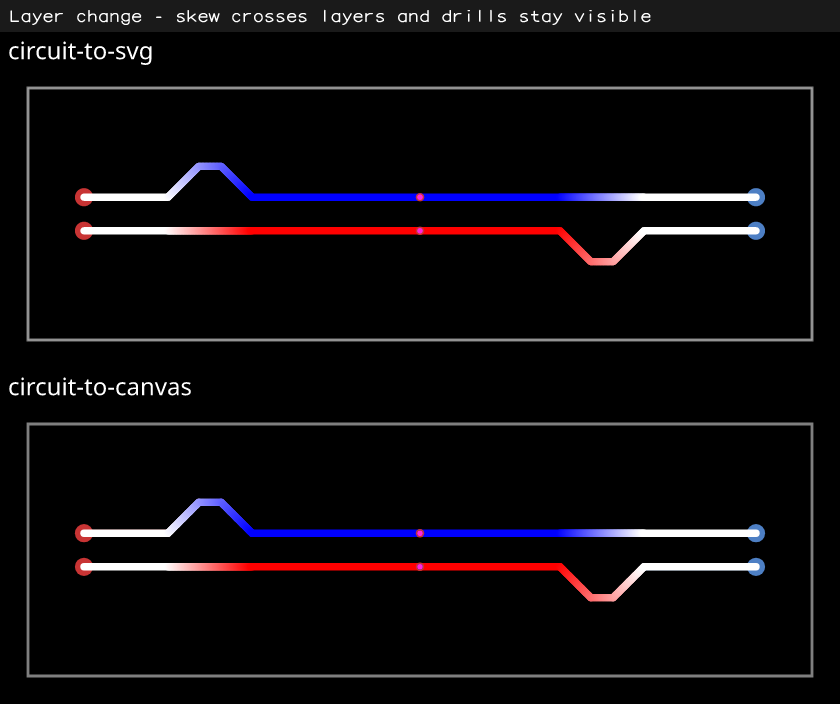 Layer change - skew crosses layers and drills stay visible
circuit-to-svg
circuit-to-canvas